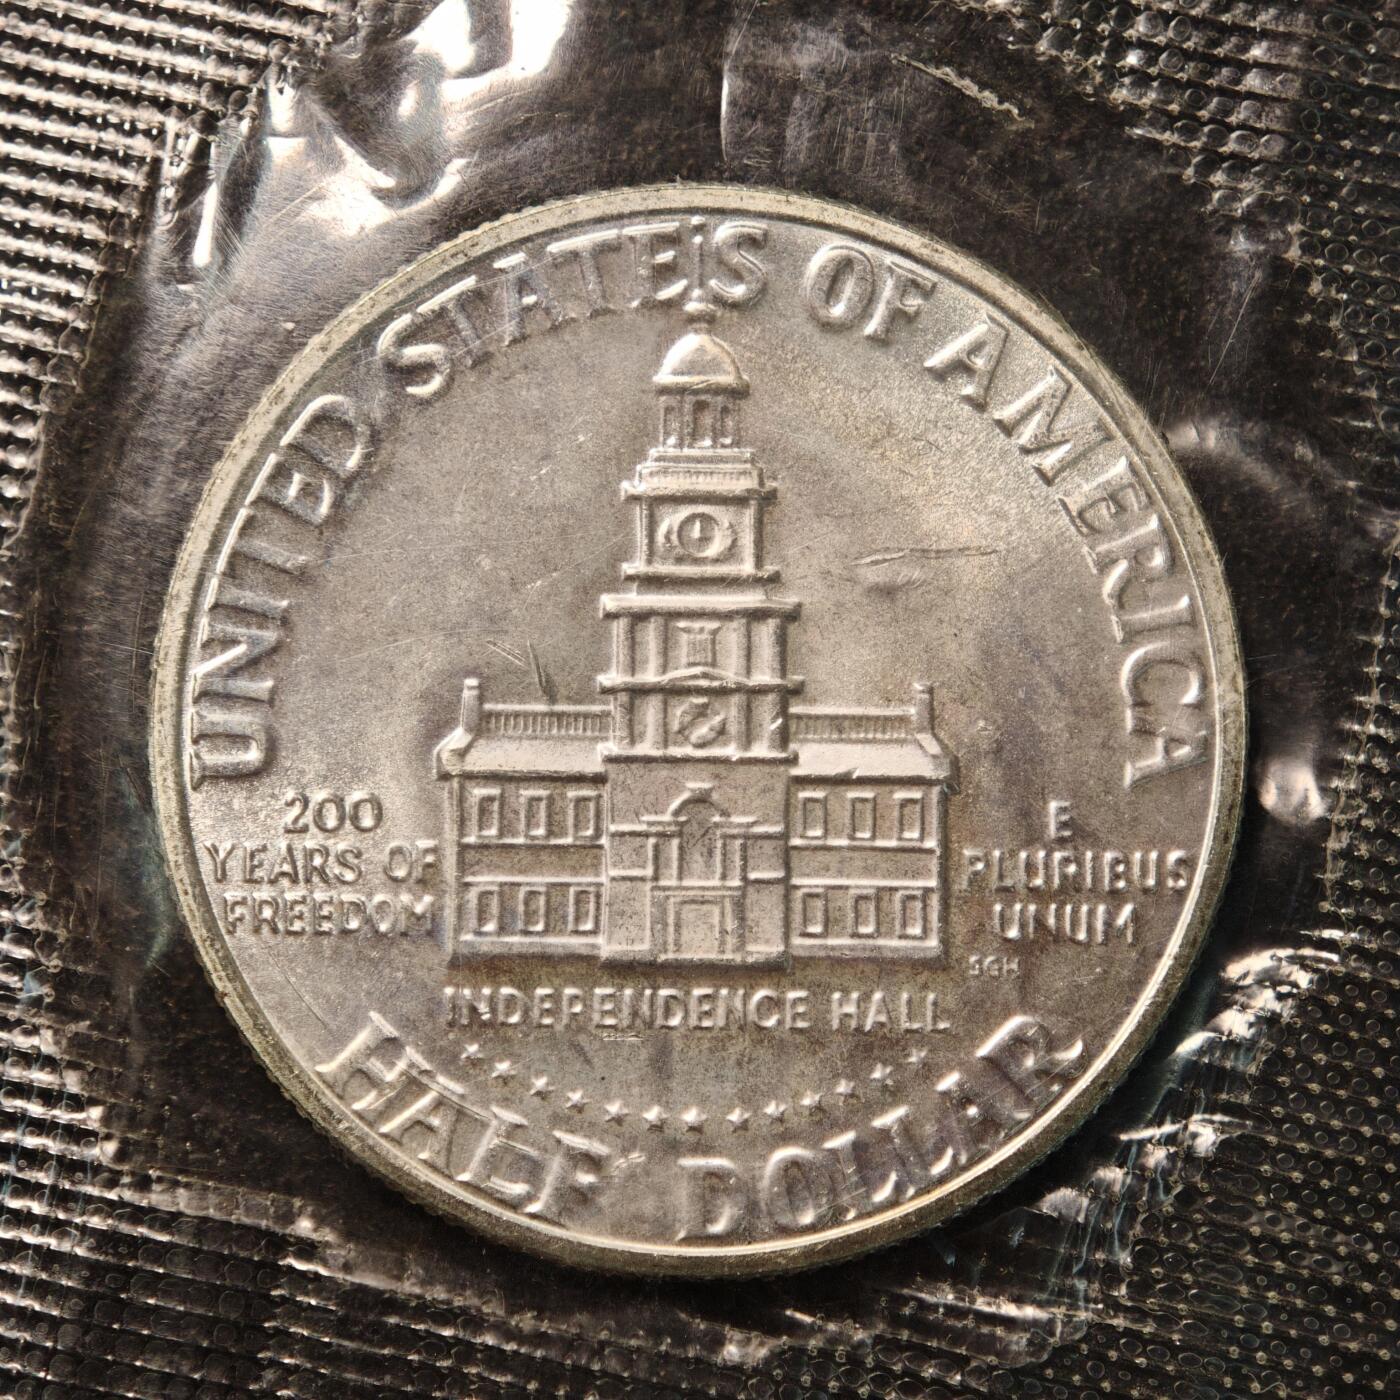 UNITED STATES OF AMERICA
200
YEARS OF
FREEDOM
E
PLURIBUS
UNUM
SGH
INDEPENDENCE HALL
HALF DOLLAR